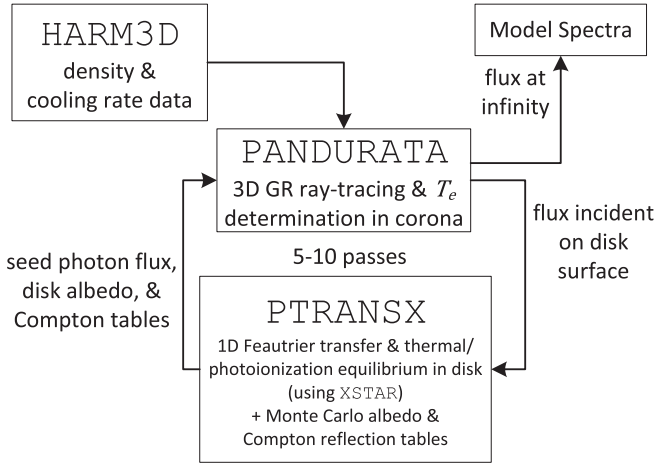 HARM3D
density &
cooling rate data
Model Spectra
flux at
infinity
PANDURATA
3D GR ray-tracing & Te
determination in corona
flux incident
on disk
surface
seed photon flux,
disk albedo, &
Compton tables
5-10 passes
PTRANSX
1D Feautrier transfer & thermal/
photoionization equilibrium in disk
(using XSTAR)
+ Monte Carlo albedo &
Compton reflection tables